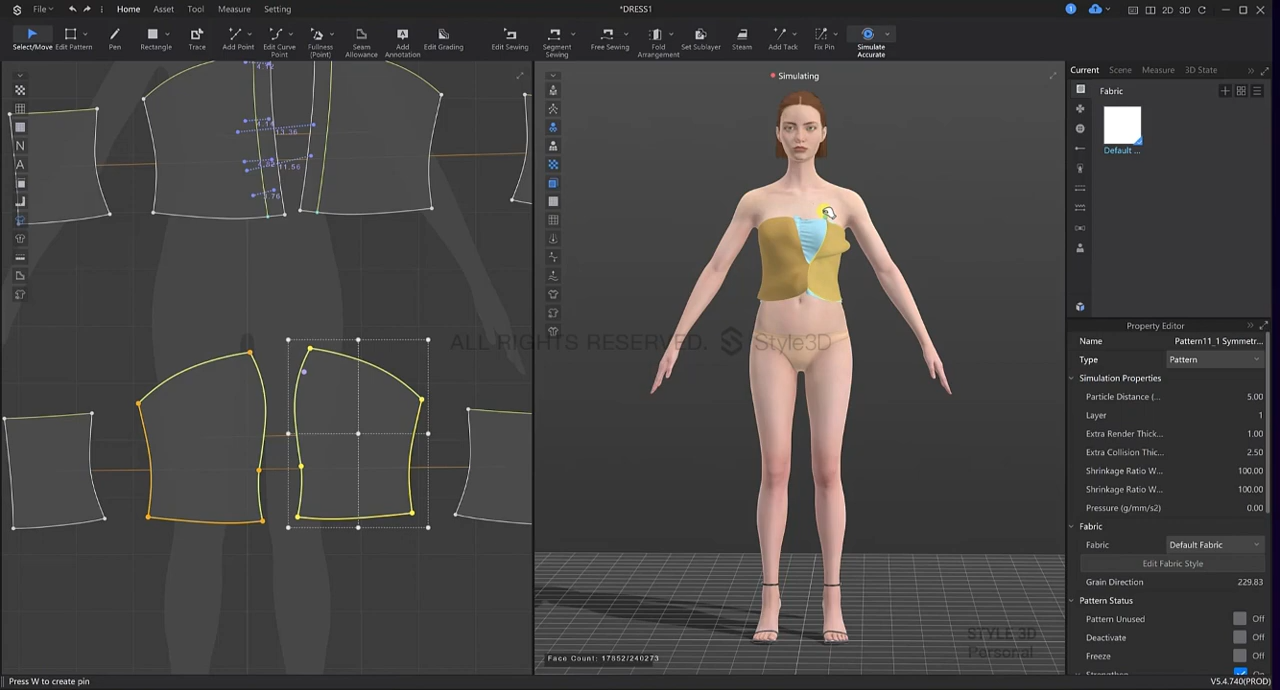 File
Home
Asset
Tool
Measure
Setting
*DRESS1
1
2D
3D
Select/Move
Edit Pattern
Pen
Rectangle
Trace
Add Point
Edit Curve Point
Fullness (Point)
Seam Allowance
Add Annotation
Edit Grading
Edit Sewing
Segment Sewing
Free Sewing
Fold Arrangement
Set Sublayer
Steam
Add Tack
Fix Pin
Simulate Accurate
Simulating
13.36
11.56
Current
Scene
Measure
3D State
Fabric
Default ...
ALL RIGHTS RESERVED. Style3D
Property Editor
Name Pattern11_1 Symmetr...
Type Pattern
Simulation Properties
Particle Distance (... 5.00
Layer 1
Extra Render Thick... 1.00
Extra Collision Thic... 2.50
Shrinkage Ratio W... 100.00
Shrinkage Ratio W... 100.00
Pressure (g/mm/s2) 0.00
Fabric
Fabric Default Fabric
Edit Fabric Style
Grain Direction 229.83
Pattern Status
Pattern Unused Off
Deactivate Off
Freeze Off
STYLE 3D
Personal
Face Count: 17852/240273
Press W to create pin
V5.4.740(PROD)